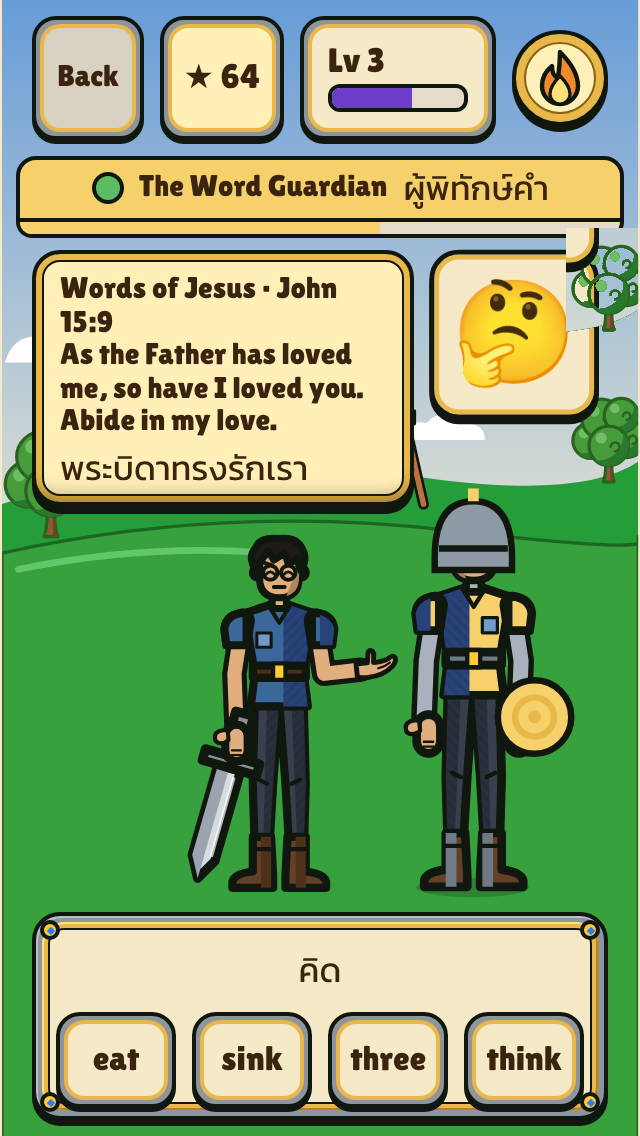 Back
★ 64
Lv 3
The Word Guardian ผู้พิทักษ์คำ
Words of Jesus · John
15:9
As the Father has loved
me, so have I loved you.
Abide in my love.
พระบิดาทรงรักเรา
คิด
eat
sink
three
think